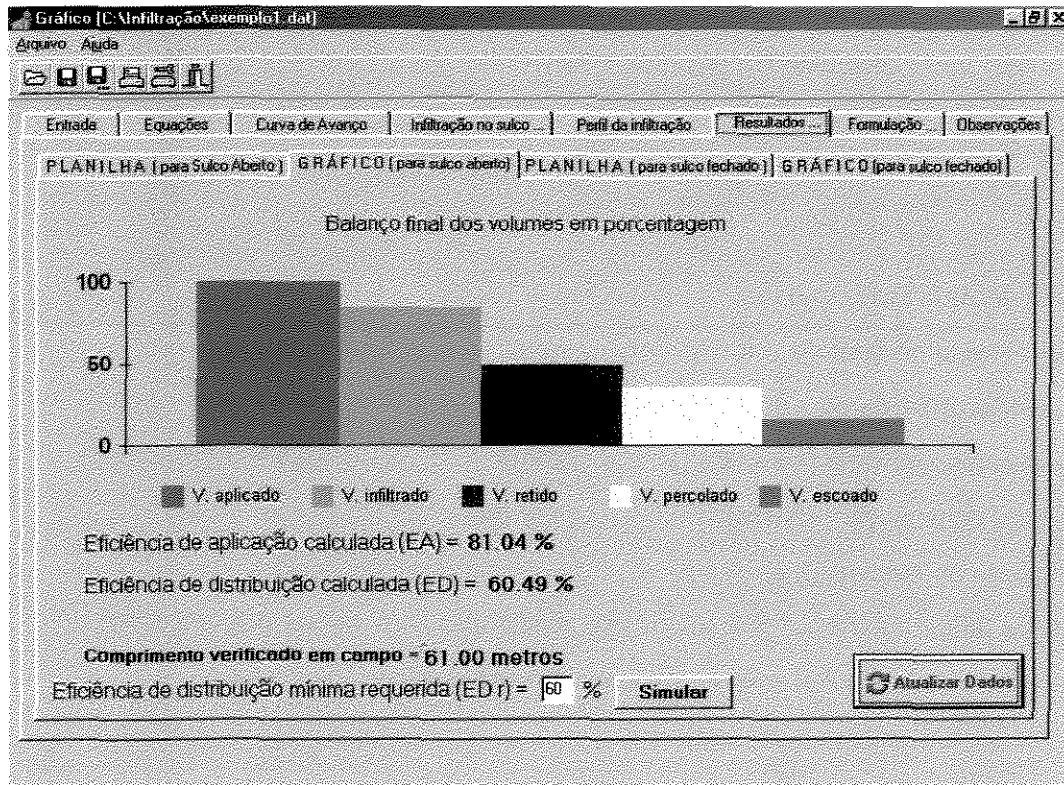 Gráfico [C:\Infiltração\exemplo1.dat]
Arquivo Ajuda
Entrada Equações Curva de Avanço Infiltração no sulco ... Perfil da infiltração Resultados ... Formulação ... Observações
PLANILHA (para Sulco Aberto) GRÁFICO (para sulco aberto) PLANILHA (para sulco fechado) GRÁFICO (para sulco fechado)
Balanço final dos volumes em porcentagem
100
50
0
V. aplicado V. infiltrado V. retido V. percolado V. escoado
Eficiência de aplicação calculada (EA) = 81.04 %
Eficiência de distribuição calculada (ED) = 60.49 %
Comprimento verificado em campo = 61.00 metros
Eficiência de distribuição mínima requerida (ED r) = 60 % Simular
Atualizar Dados